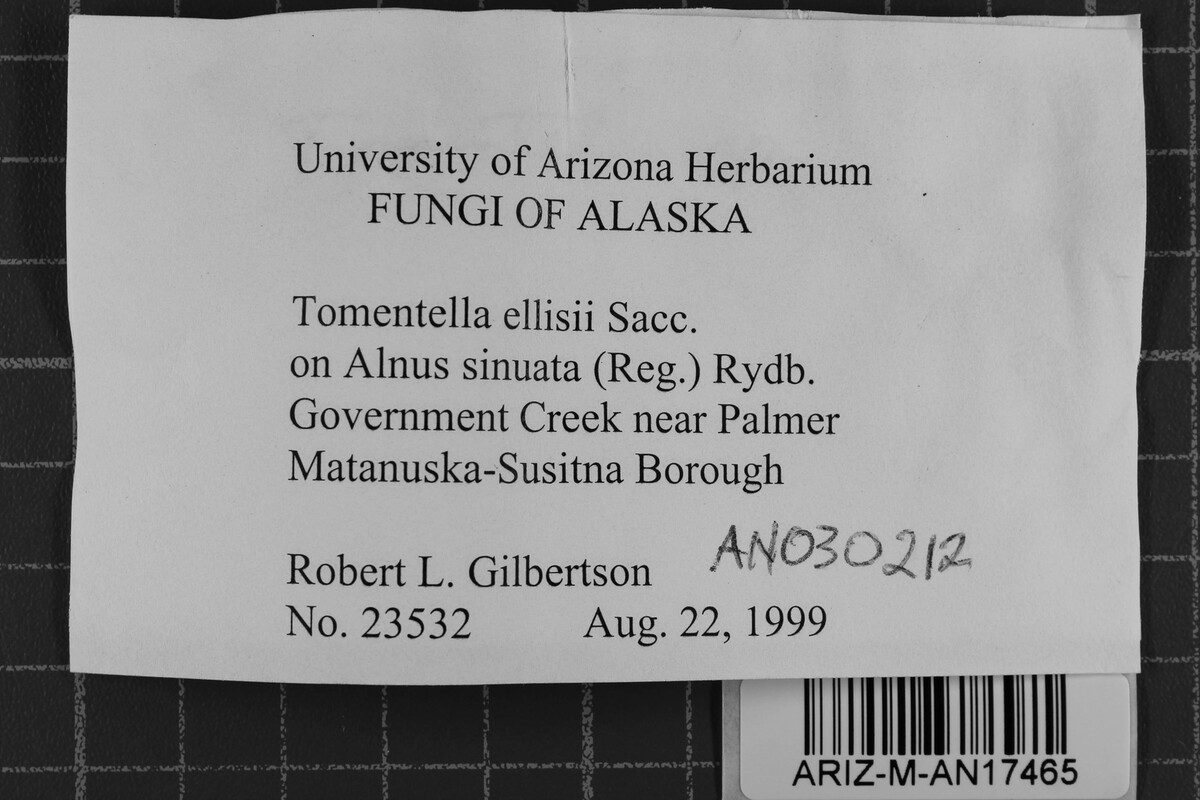 University of Arizona Herbarium
FUNGI OF ALASKA
Tomentella ellisii Sacc.
on Alnus sinuata (Reg.) Rydb.
Government Creek near Palmer
Matanuska-Susitna Borough
AN030212
Robert L. Gilbertson
No. 23532 Aug. 22, 1999
ARIZ-M-AN17465